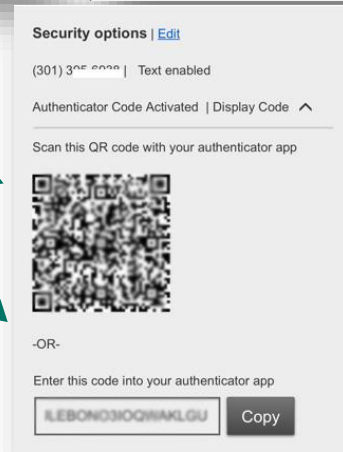 Security options | Edit
(301) | Text enabled
Authenticator Code Activated | Display Code
Scan this QR code with your authenticator app
-OR-
Enter this code into your authenticator app
Copy